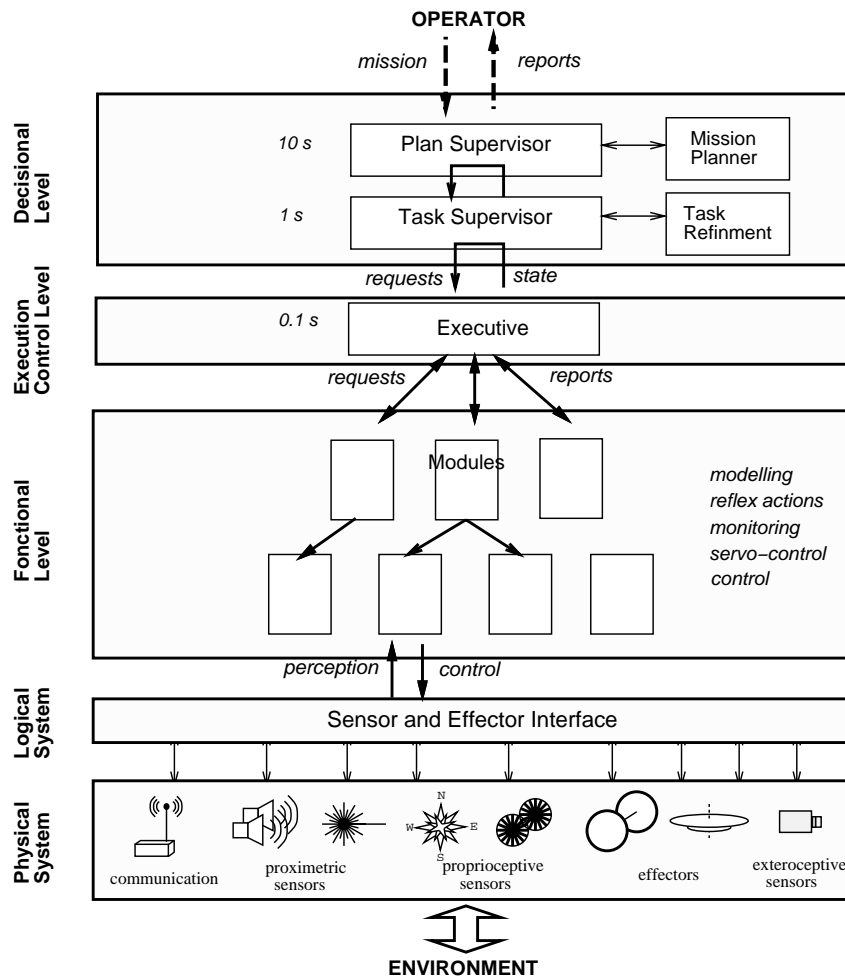 OPERATOR
mission
reports
Decisional
Level
10 s
Plan Supervisor
Mission
Planner
1 s
Task Supervisor
Task
Refinment
requests
state
Execution
Control Level
0.1 s
Executive
requests
reports
Fonctional
Level
Modules
modelling
reflex actions
monitoring
servo−control
control
perception
control
Logical
System
Sensor and Effector Interface
Physical
System
N
W
E
S
communication
proximetric
sensors
proprioceptive
sensors
effectors
exteroceptive
sensors
ENVIRONMENT